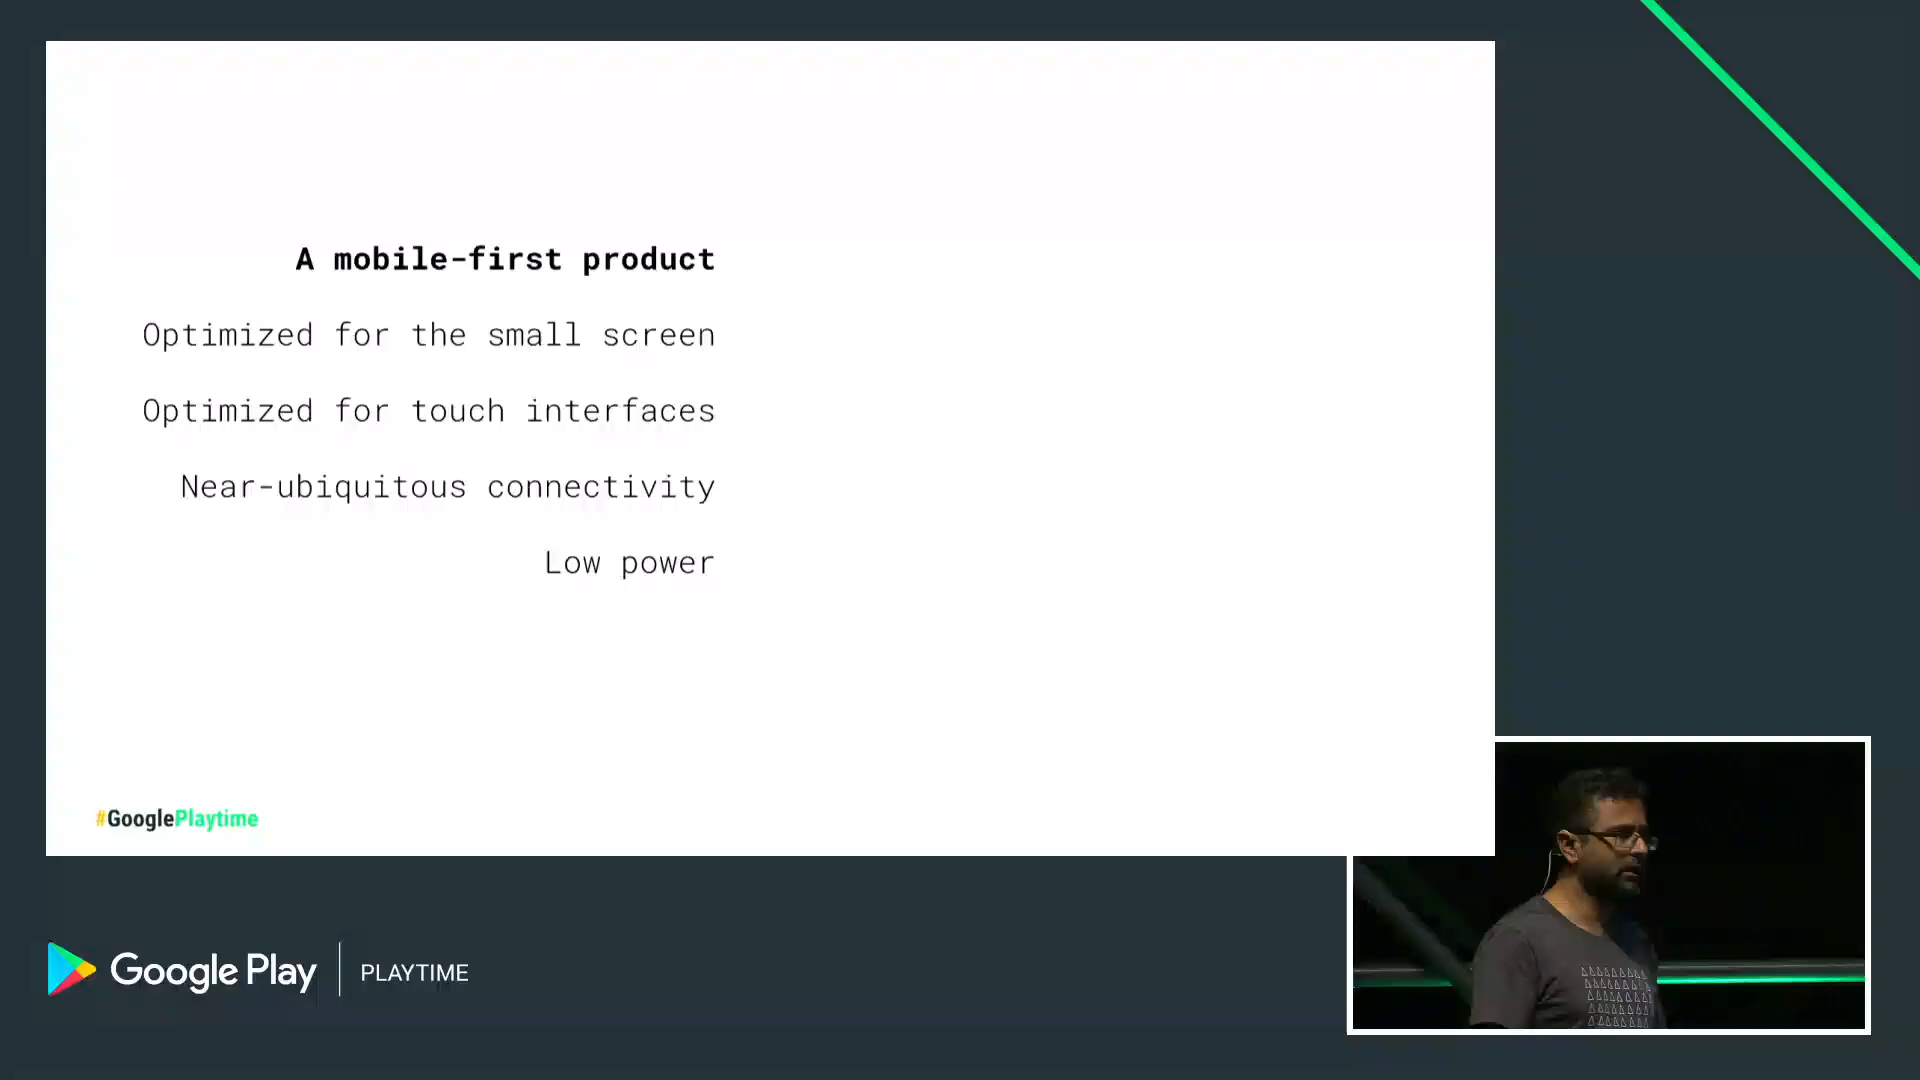 A mobile-first product
Optimized for the small screen
Optimized for touch interfaces
Near-ubiquitous connectivity
Low power
#GooglePlaytime
Google Play | PLAYTIME